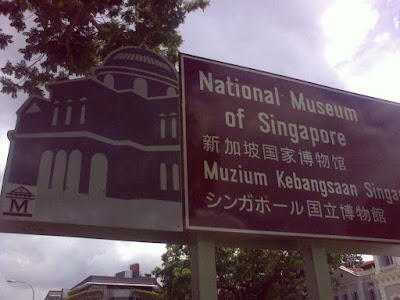 National Museum
of Singapore
新加坡国家博物馆
Muzium Kebangsaan Singap
シンガポール国立博物館
M